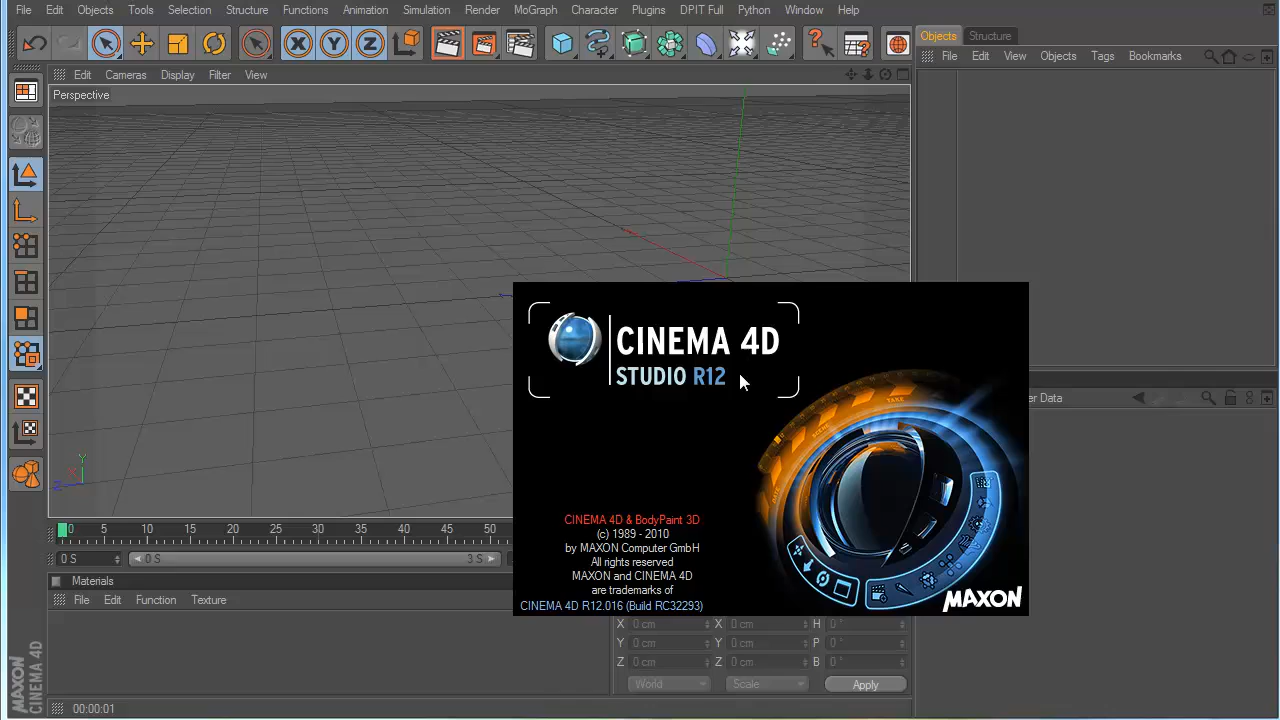 File Edit Objects Tools Selection Structure Functions Animation Simulation Render MoGraph Character Plugins DPIT Full Python Window Help
X Y Z
Objects Structure
Edit Cameras Display Filter View
File Edit View Objects Tags Bookmarks
Perspective
CINEMA 4D
STUDIO R12
TAKE
SCENE
DATE
er Data
Y
X
Z
CINEMA 4D & BodyPaint 3D
(c) 1989 - 2010
by MAXON Computer GmbH
All rights reserved
MAXON and CINEMA 4D
are trademarks of
CINEMA 4D R12.016 (Build RC32293)
MAXON
0 5 10 15 20 25 30 35 40 45 50
0 S 0 S 3 S
Materials
File Edit Function Texture
X 0 cm X 0 cm H 0 °
Y 0 cm Y 0 cm P 0 °
Z 0 cm Z 0 cm B 0 °
World Scale Apply
MAXON
CINEMA 4D
00:00:01